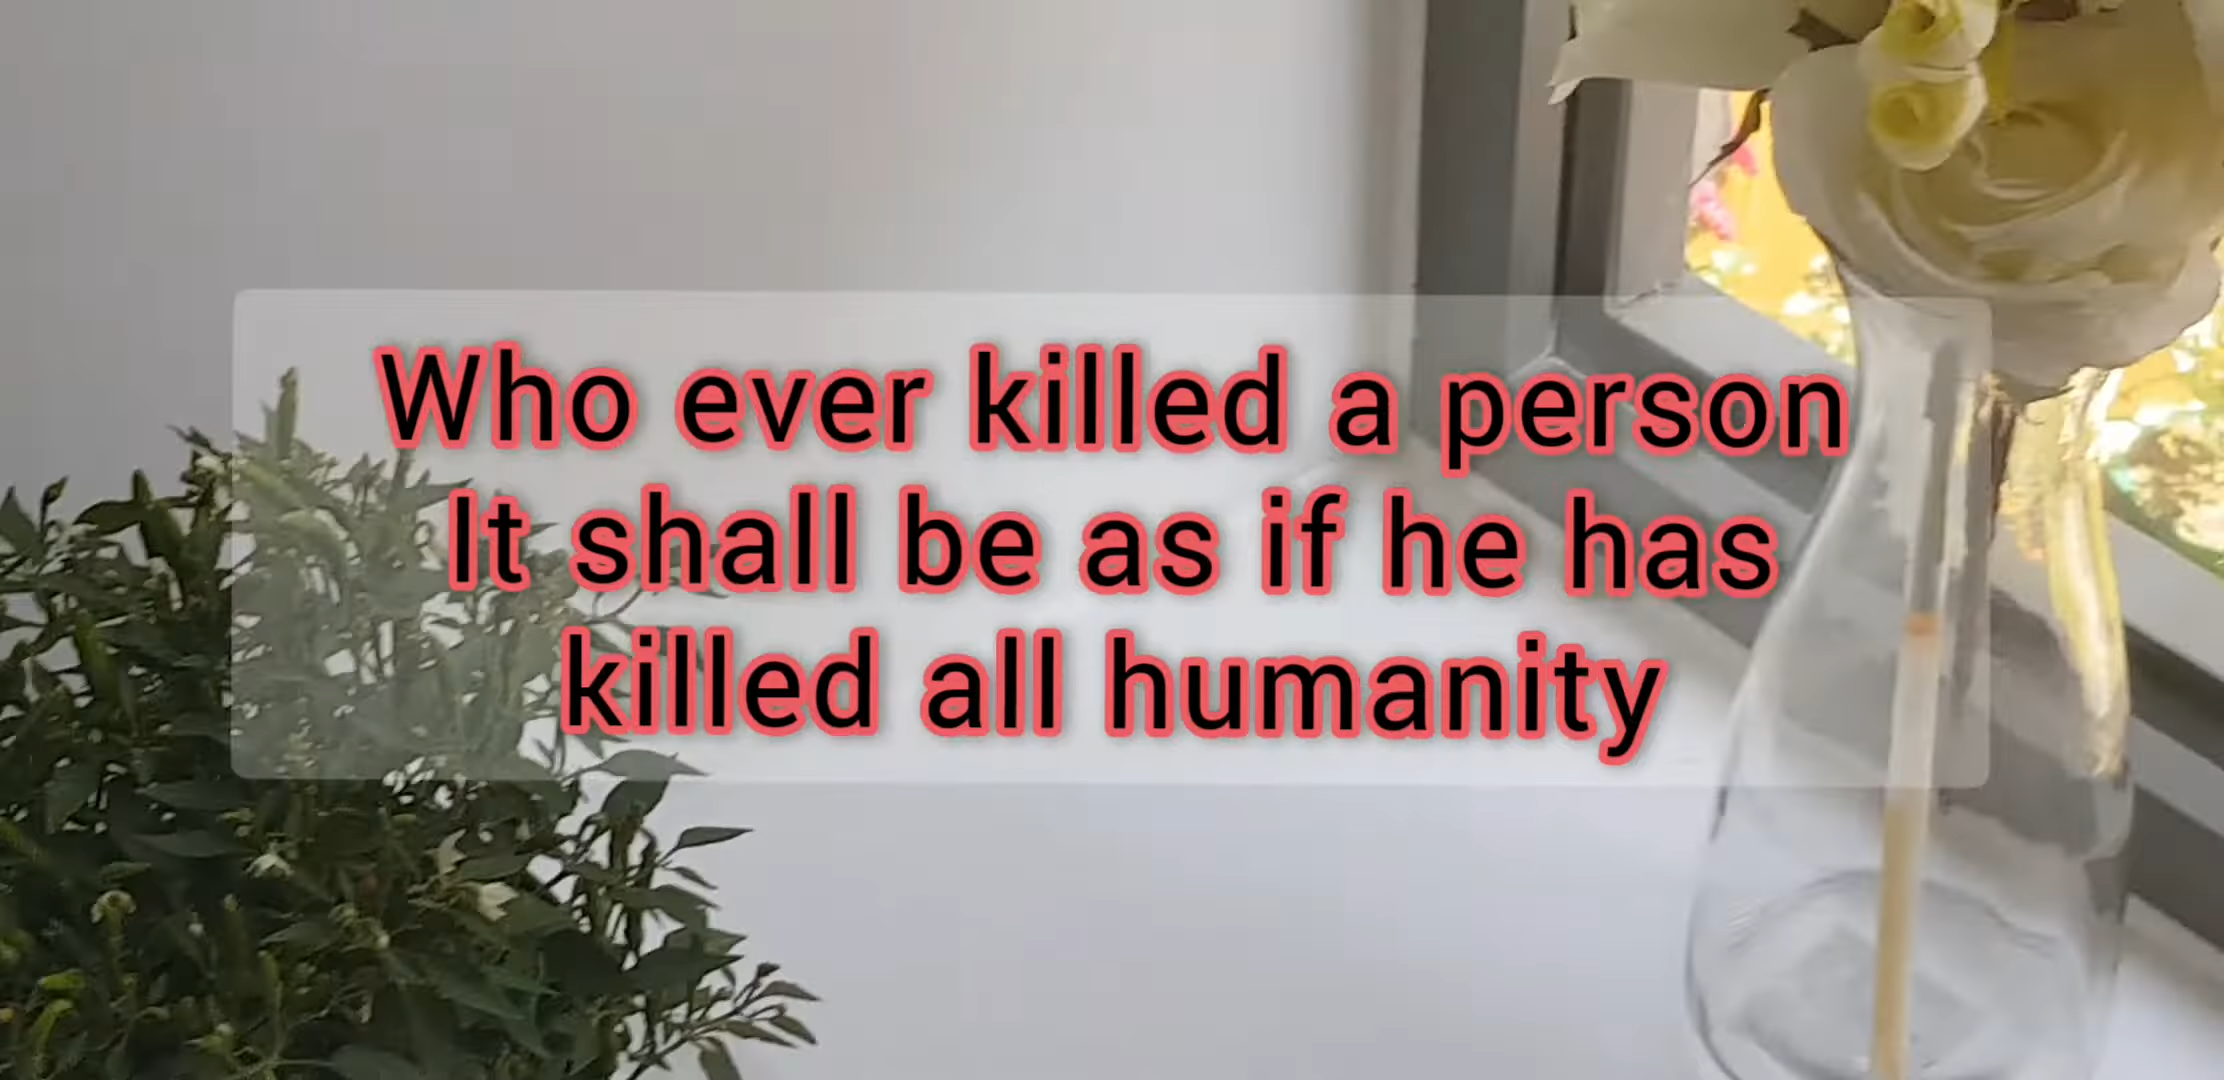 Who ever killed a person
It shall be as if he has
killed all humanity